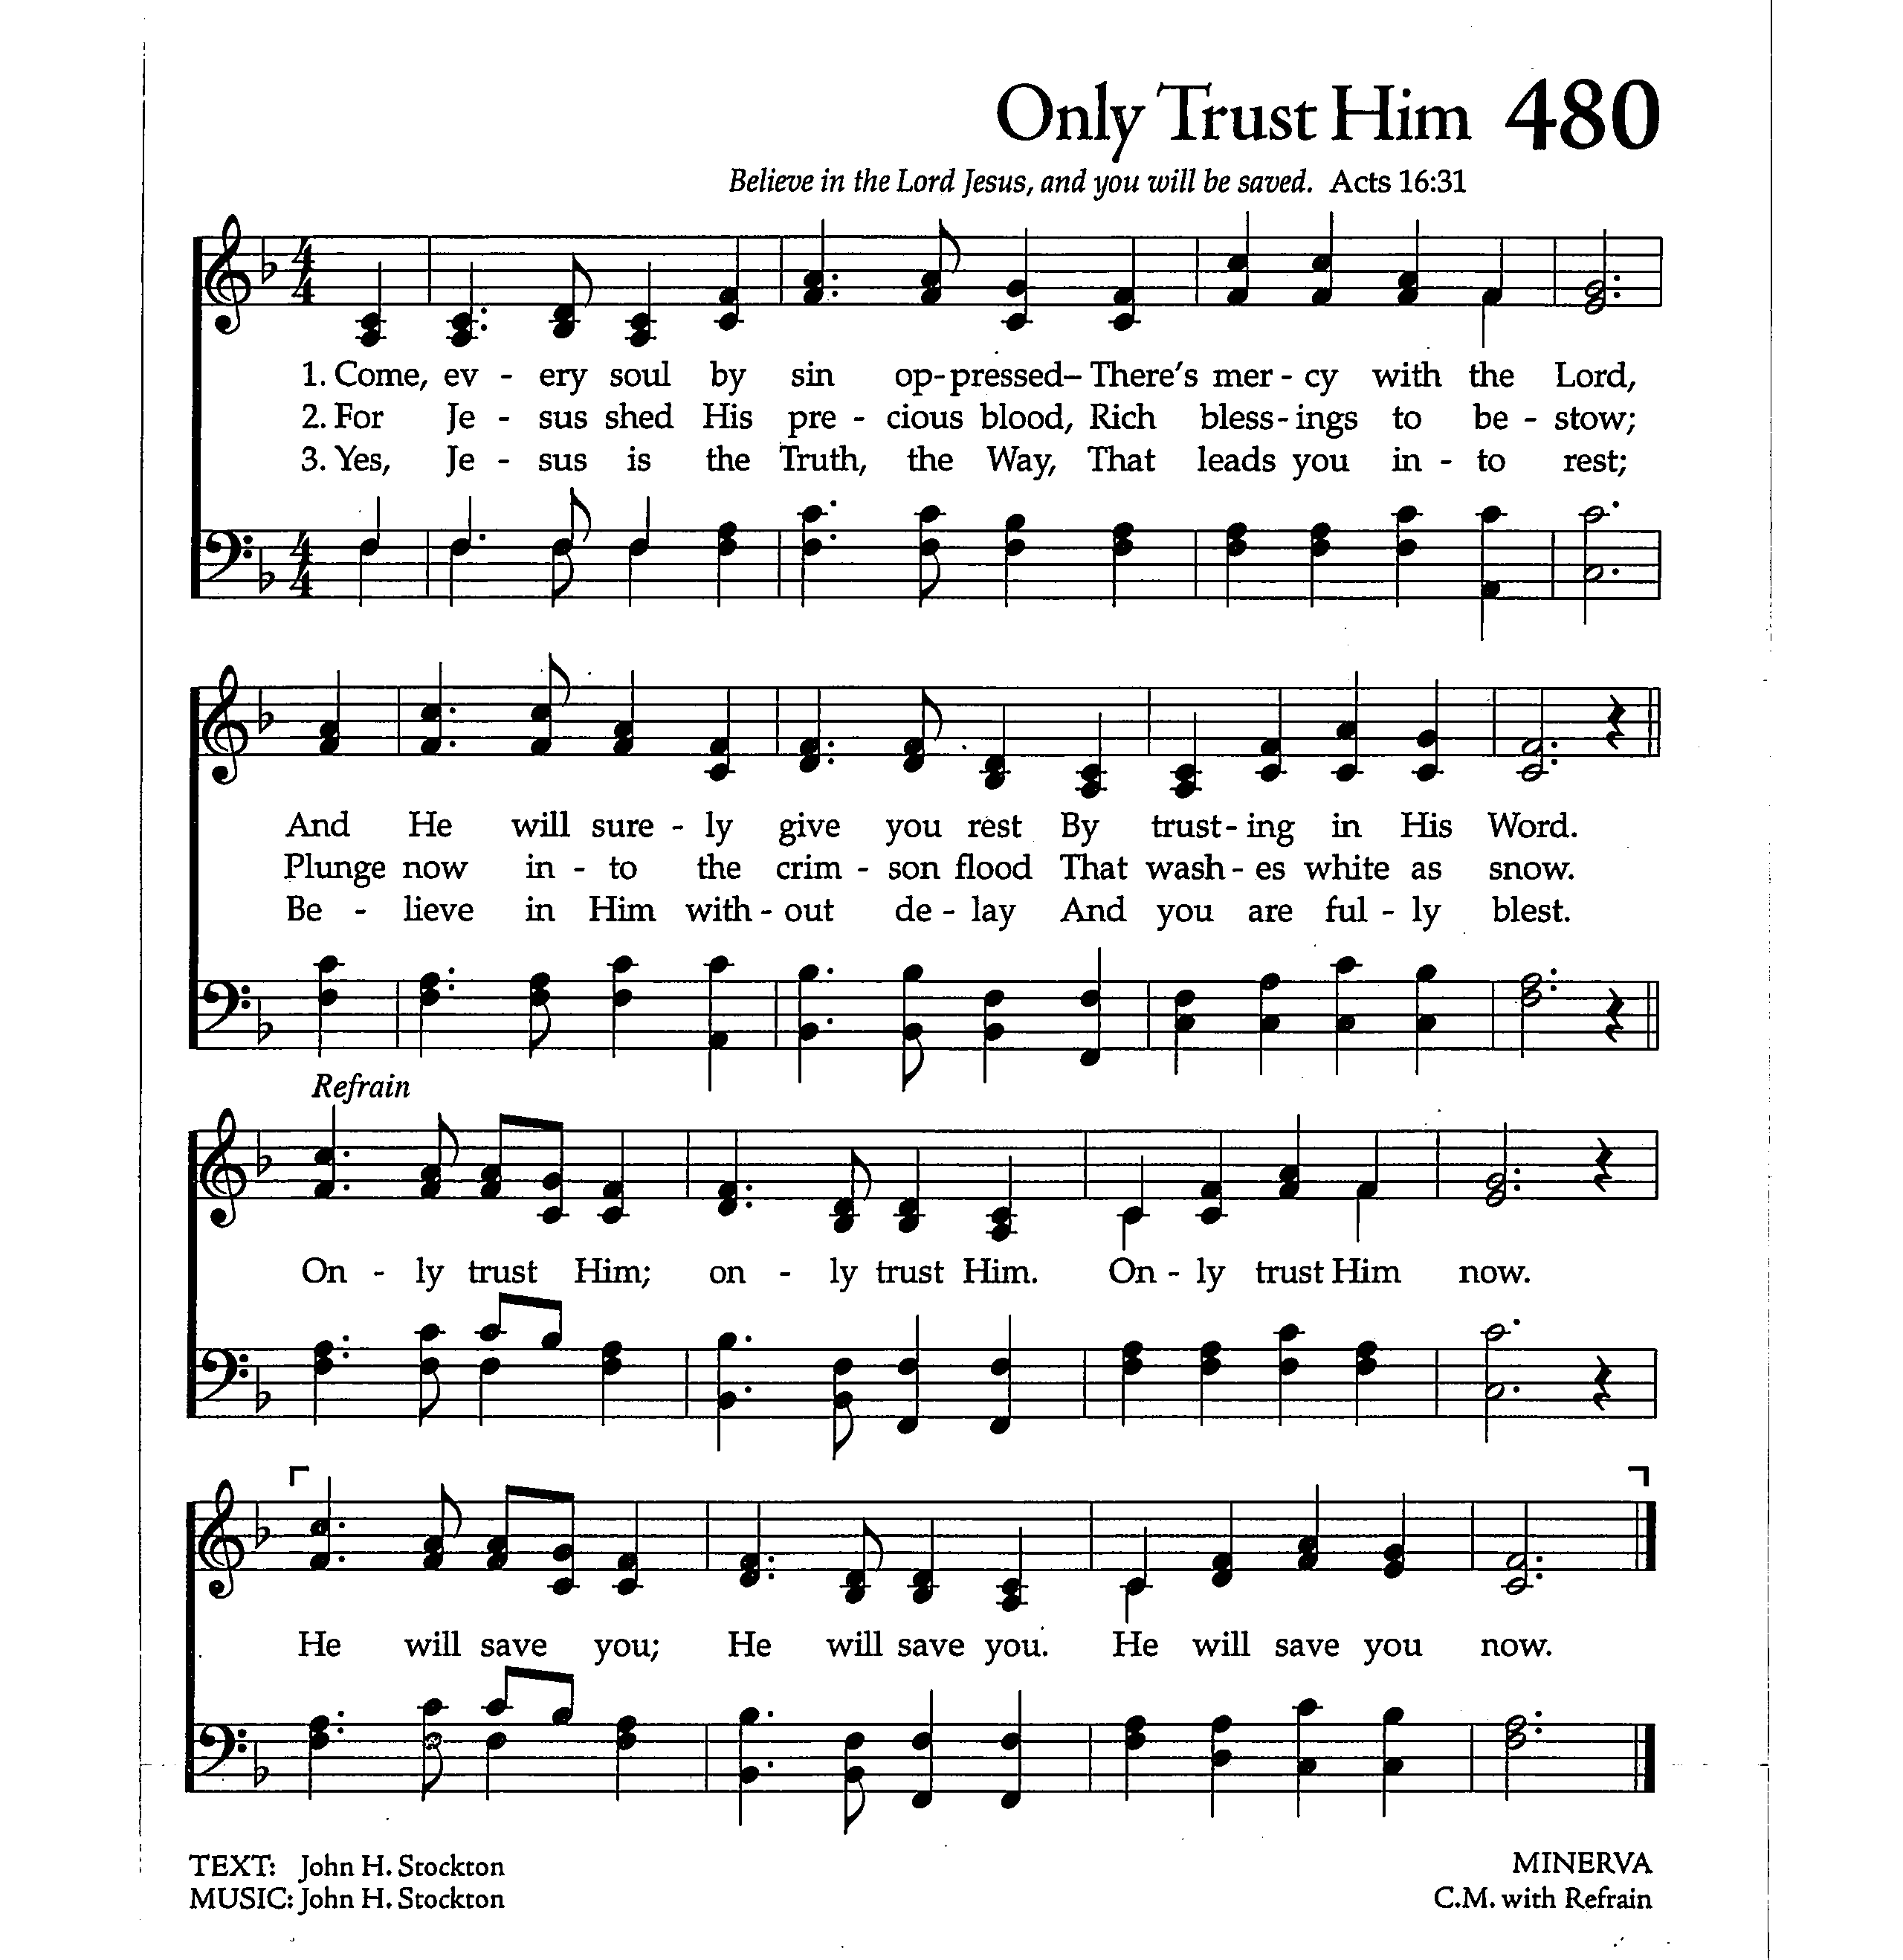 Only Trust Him 480
Believe in the Lord Jesus, and you will be saved. Acts 16:31
1. Come, ev - ery soul by sin op - pressed– There's mer - cy with the Lord,
2. For Je - sus shed His pre - cious blood, Rich bless - ings to be - stow;
3. Yes, Je - sus is the Truth, the Way, That leads you in - to rest;
And He will sure - ly give you rest By trust - ing in His Word.
Plunge now in - to the crim - son flood That wash - es white as snow.
Be - lieve in Him with - out de - lay And you are ful - ly blest.
Refrain
On - ly trust Him; on - ly trust Him. On - ly trust Him now.
He will save you; He will save you. He will save you now.
TEXT: John H. Stockton
MUSIC: John H. Stockton
MINERVA
C.M. with Refrain